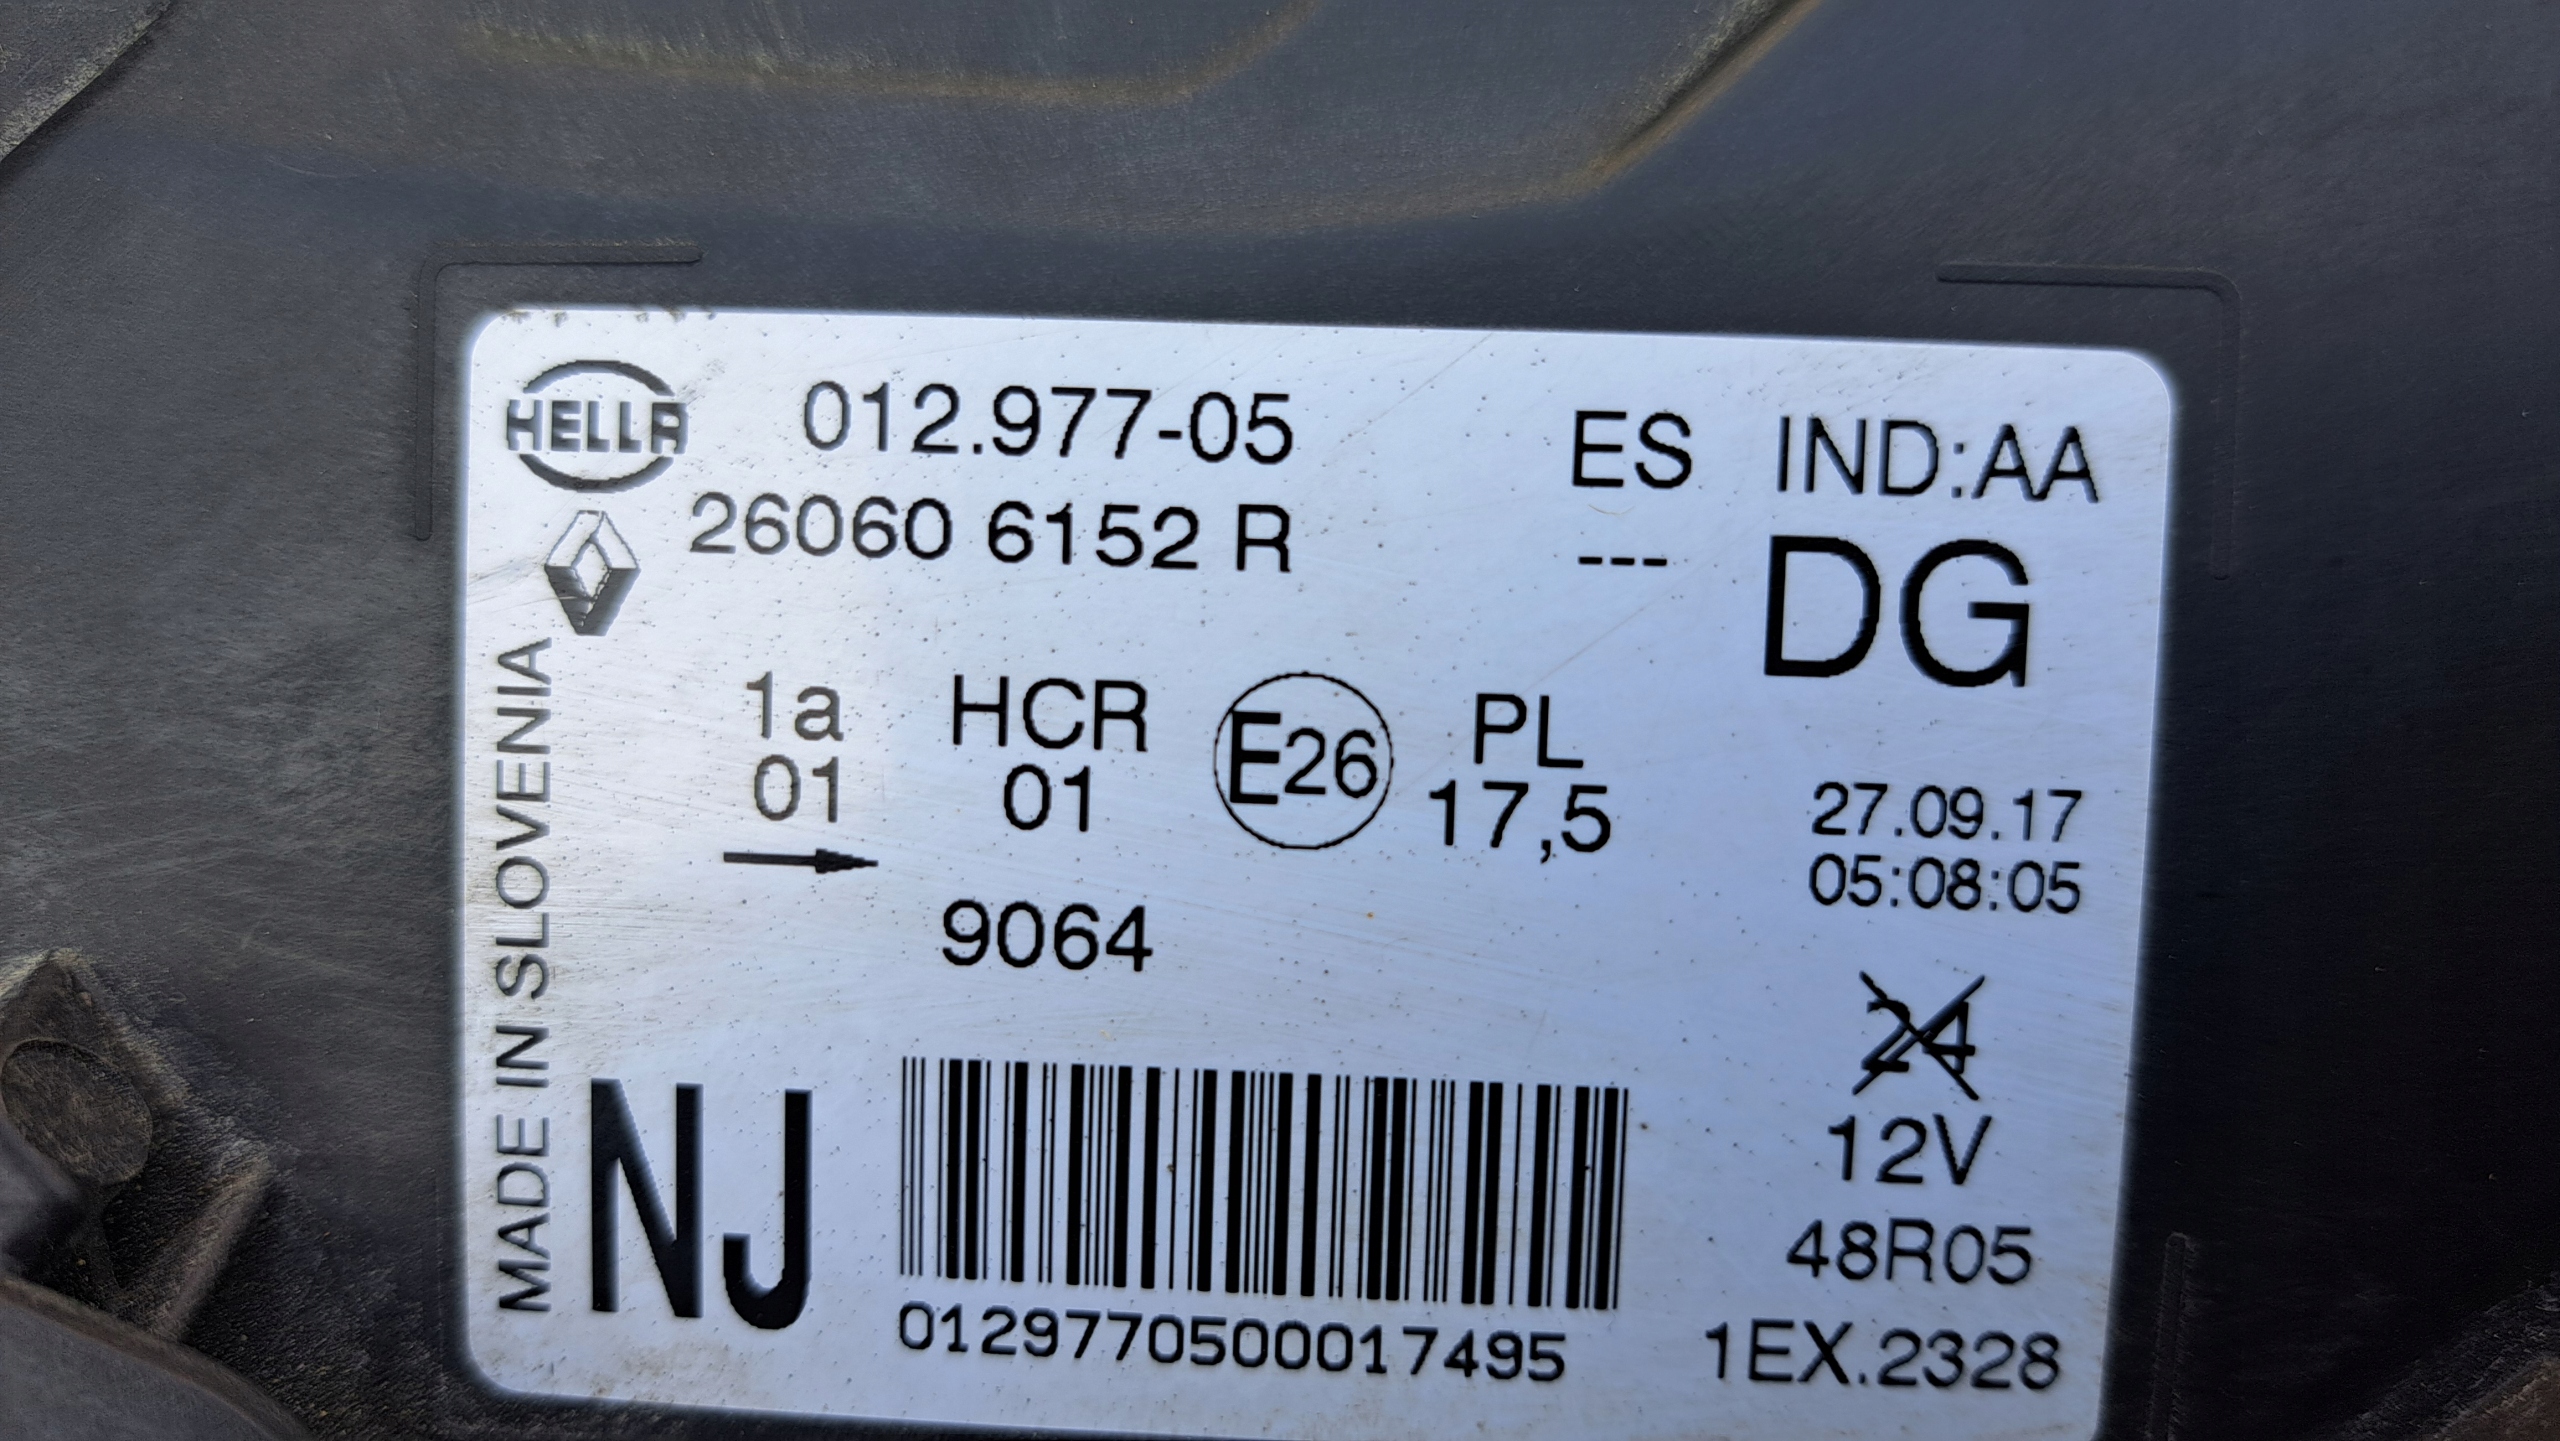 HELLA 012.977-05 ES IND:AA
26060 6152 R --- DG
1a HCR E26 PL
01 01 17,5
27.09.17
05:08:05
9064
MADE IN SLOVENIA
24
12V
NJ
48R05
0129770500017495 1EX.2328